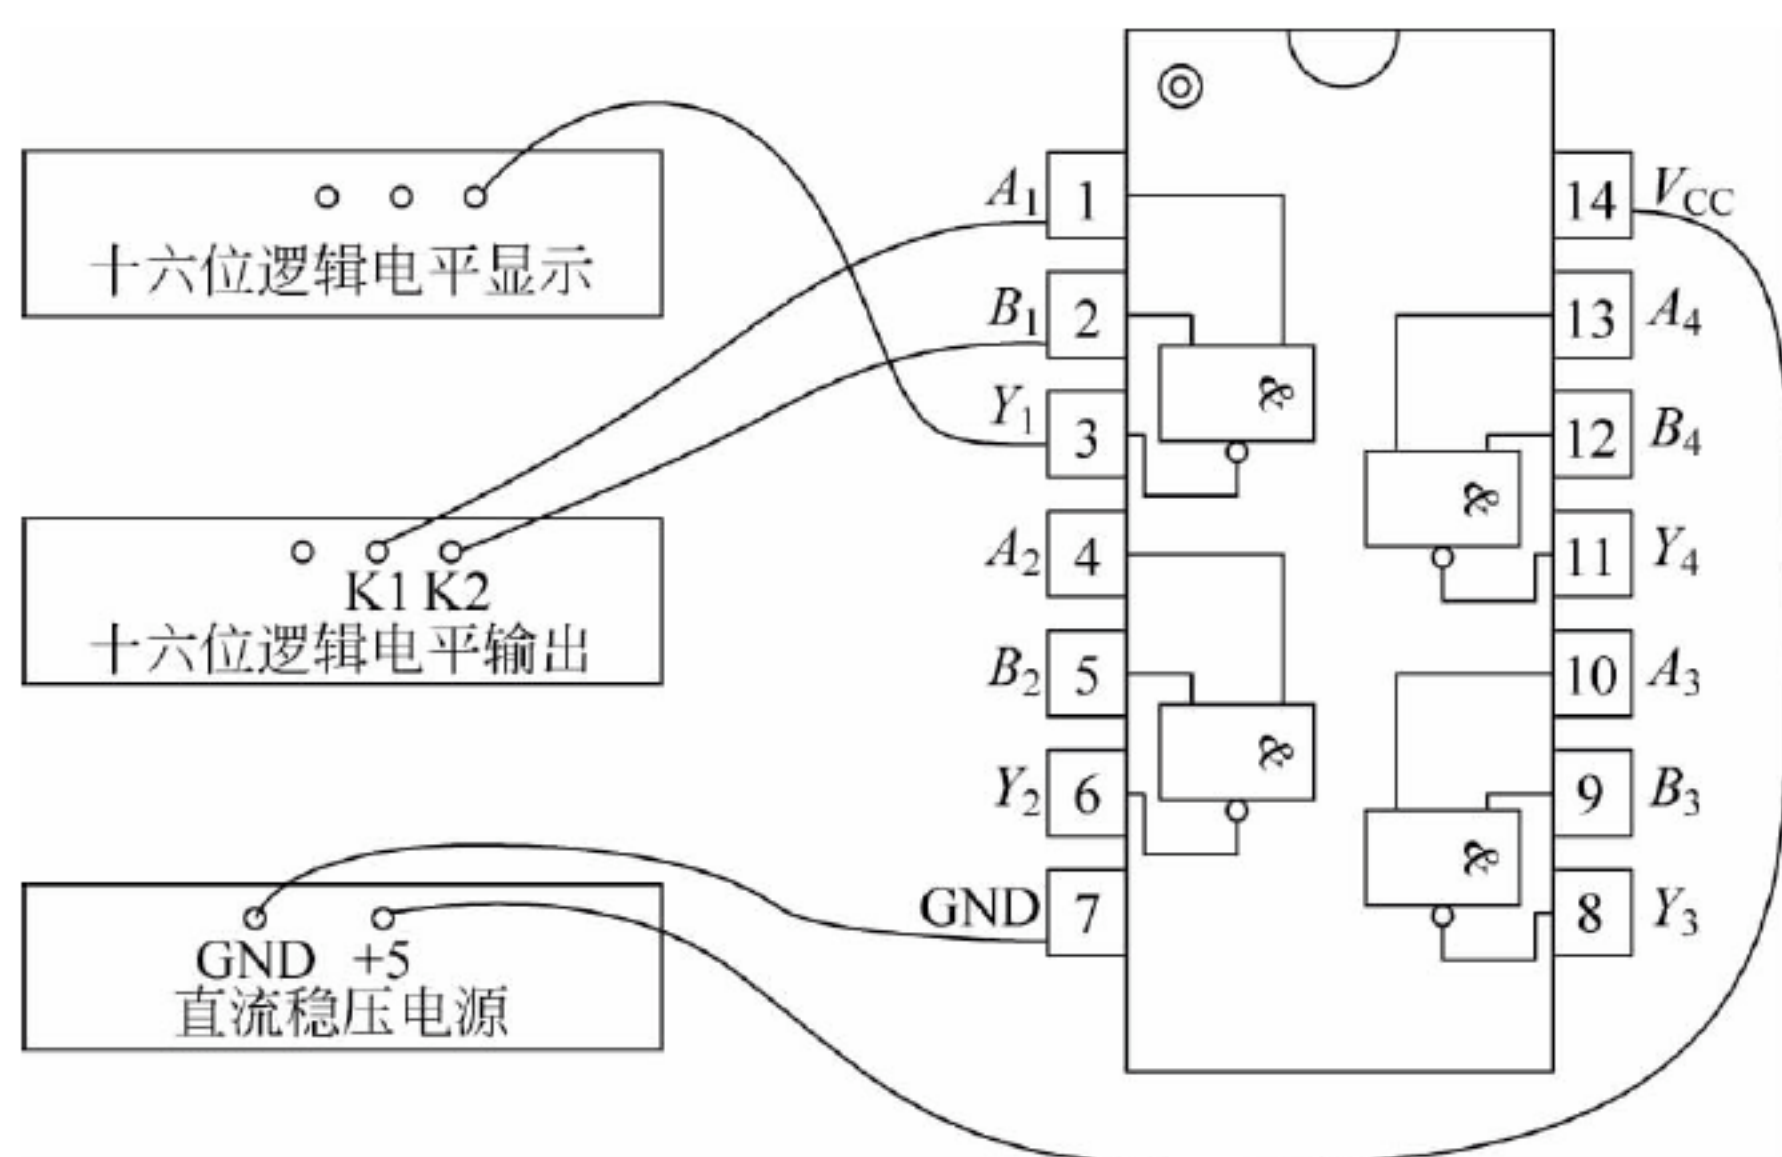 十六位逻辑电平显示
K1 K2
十六位逻辑电平输出
GND +5
直流稳压电源
A1 1
B1 2
Y1 3
A2 4
B2 5
Y2 6
GND 7
&
&
&
&
14 VCC
13 A4
12 B4
11 Y4
10 A3
9 B3
8 Y3